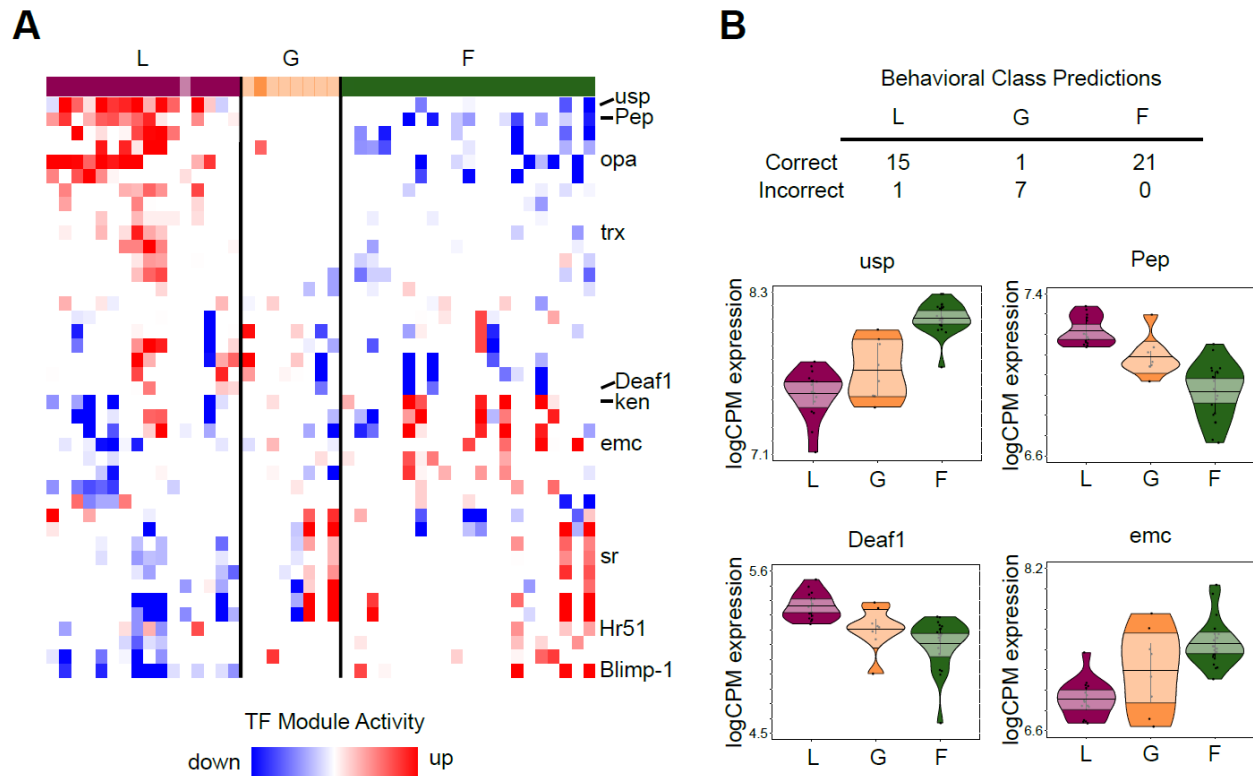 A
L G F
usp
Pep
opa
trx
Deaf1
ken
emc
sr
Hr51
Blimp-1
TF Module Activity
down up
B
Behavioral Class Predictions
L G F
Correct 15 1 21
Incorrect 1 7 0
usp
logCPM expression
8.3
7.1
L G F
Pep
logCPM expression
7.4
6.6
L G F
Deaf1
logCPM expression
5.6
4.5
L G F
emc
logCPM expression
8.2
6.6
L G F